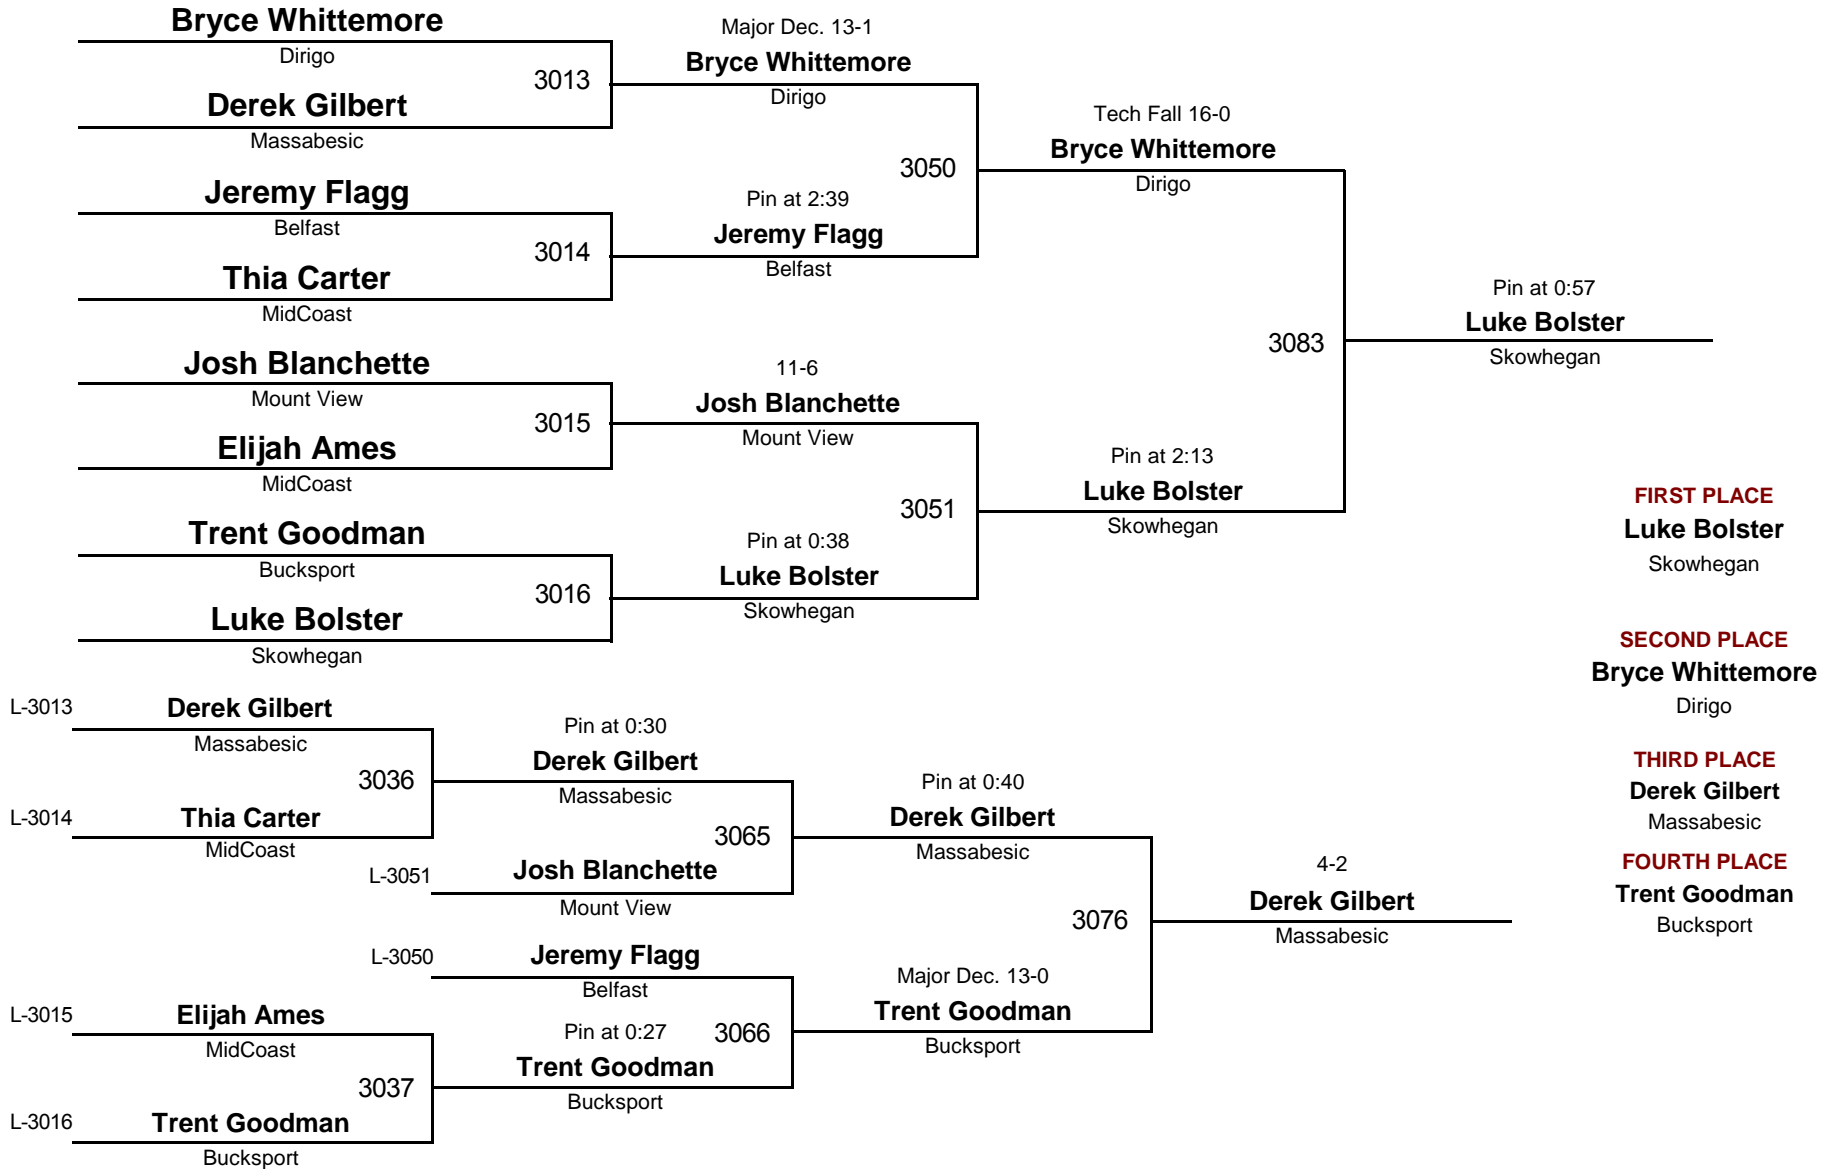 Bryce Whittemore
Dirigo
3013
Derek Gilbert
Massabesic
Jeremy Flagg
Belfast
3014
Thia Carter
MidCoast
Josh Blanchette
Mount View
3015
Elijah Ames
MidCoast
Trent Goodman
Bucksport
3016
Luke Bolster
Skowhegan
Major Dec. 13-1
Bryce Whittemore
Dirigo
3050
Pin at 2:39
Jeremy Flagg
Belfast
11-6
Josh Blanchette
Mount View
3051
Pin at 0:38
Luke Bolster
Skowhegan
Tech Fall 16-0
Bryce Whittemore
Dirigo
3083
Pin at 2:13
Luke Bolster
Skowhegan
Pin at 0:57
Luke Bolster
Skowhegan
L-3013
Derek Gilbert
Massabesic
3036
L-3014
Thia Carter
MidCoast
Pin at 0:30
Derek Gilbert
Massabesic
3065
L-3051
Josh Blanchette
Mount View
L-3050
Jeremy Flagg
Belfast
3066
L-3015
Elijah Ames
MidCoast
3037
L-3016
Trent Goodman
Bucksport
Pin at 0:27
Trent Goodman
Bucksport
Pin at 0:40
Derek Gilbert
Massabesic
3076
Major Dec. 13-0
Trent Goodman
Bucksport
4-2
Derek Gilbert
Massabesic
FIRST PLACE
Luke Bolster
Skowhegan
SECOND PLACE
Bryce Whittemore
Dirigo
THIRD PLACE
Derek Gilbert
Massabesic
FOURTH PLACE
Trent Goodman
Bucksport